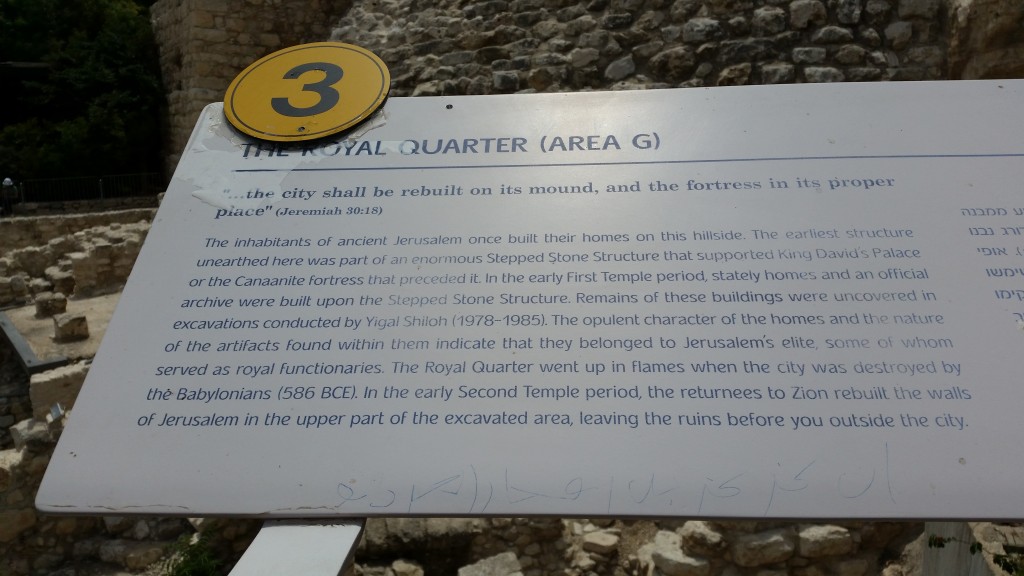 3
THE ROYAL QUARTER (AREA G)
"...the city shall be rebuilt on its mound, and the fortress in its proper
place" (Jeremiah 30:18)
The inhabitants of ancient Jerusalem once built their homes on this hillside. The earliest structure
unearthed here was part of an enormous Stepped Stone Structure that supported King David's Palace
or the Canaanite fortress that preceded it. In the early First Temple period, stately homes and an official
archive were built upon the Stepped Stone Structure. Remains of these buildings were uncovered in
excavations conducted by Yigal Shiloh (1978-1985). The opulent character of the homes and the nature
of the artifacts found within them indicate that they belonged to Jerusalem's elite, some of whom
served as royal functionaries. The Royal Quarter went up in flames when the city was destroyed by
the Babylonians (586 BCE). In the early Second Temple period, the returnees to Zion rebuilt the walls
of Jerusalem in the upper part of the excavated area, leaving the ruins before you outside the city.
ממבנה
נבנו